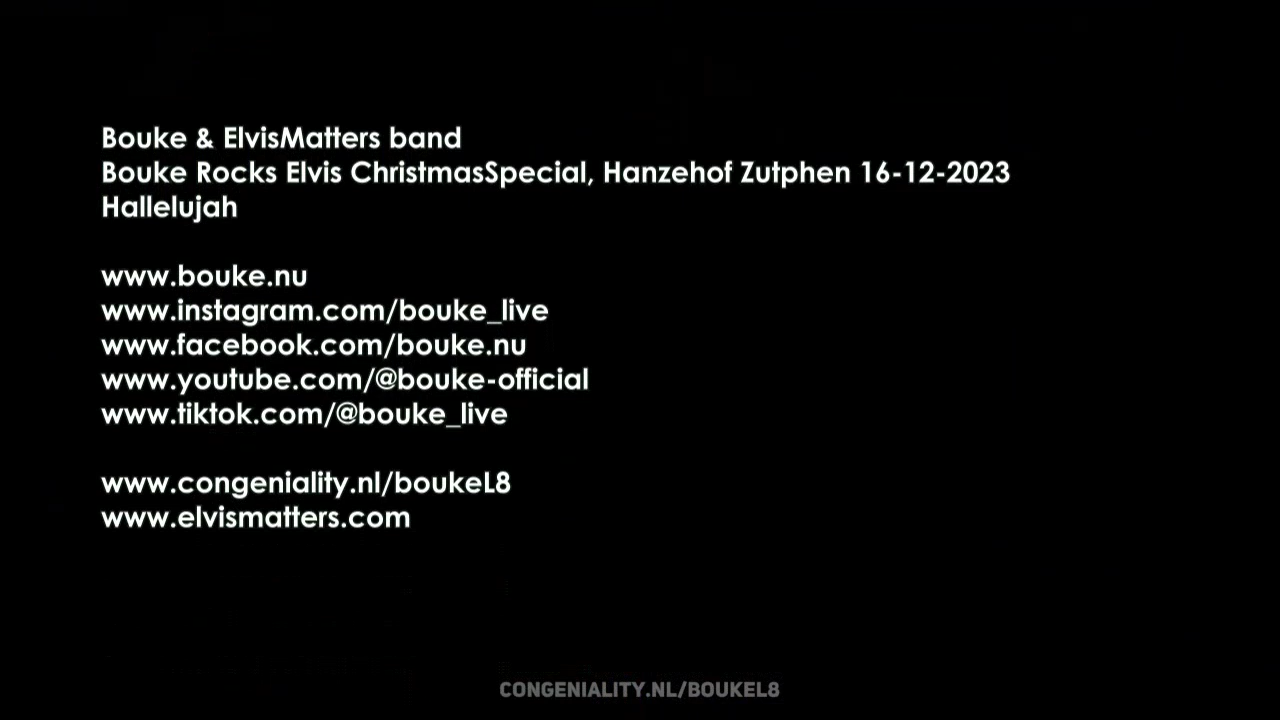 Bouke & ElvisMatters band
Bouke Rocks Elvis ChristmasSpecial, Hanzehof Zutphen 16-12-2023
Hallelujah
www.bouke.nu
www.instagram.com/bouke_live
www.facebook.com/bouke.nu
www.youtube.com/@bouke-official
www.tiktok.com/@bouke_live
www.congeniality.nl/boukeL8
www.elvismatters.com
CONGENIALITY.NL/BOUKEL8